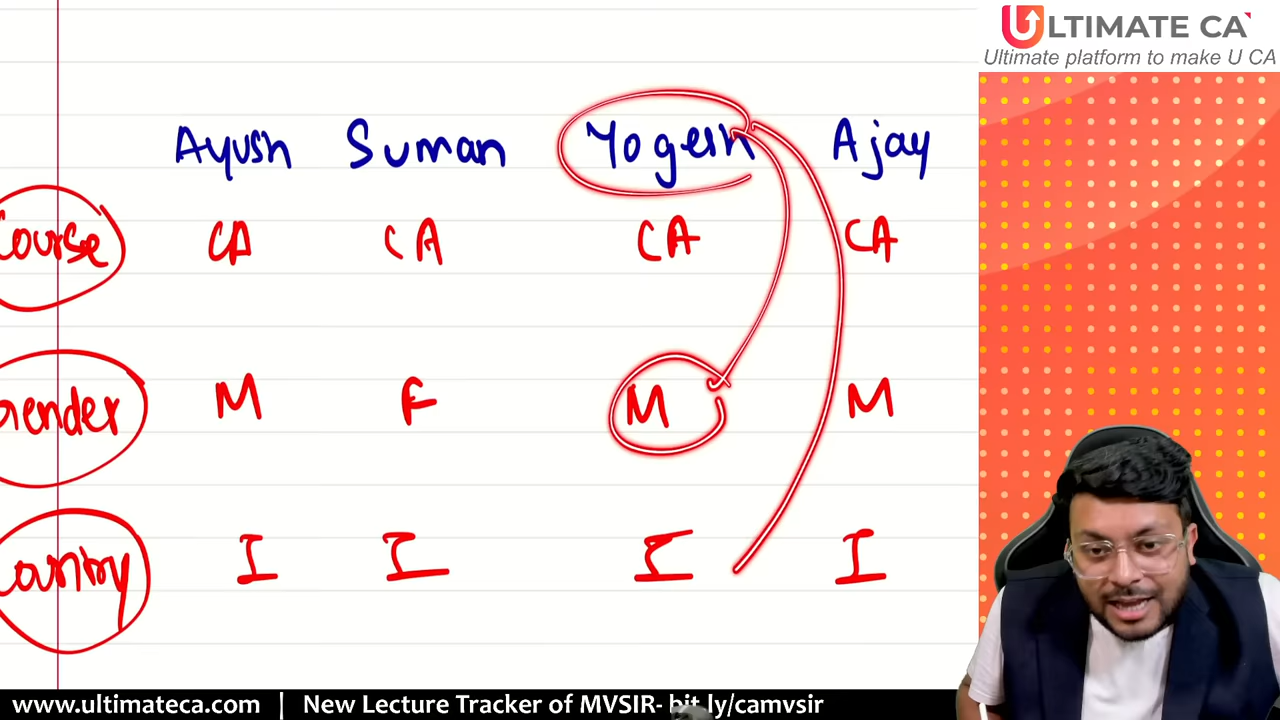 ULTIMATE CA
Ultimate platform to make U CA
Ayush Suman Yogesh Ajay
Course CA CA CA CA
Gender M F M M
Country I I I I
www.ultimateca.com | New Lecture Tracker of MVSIR- bit.ly/camvsir